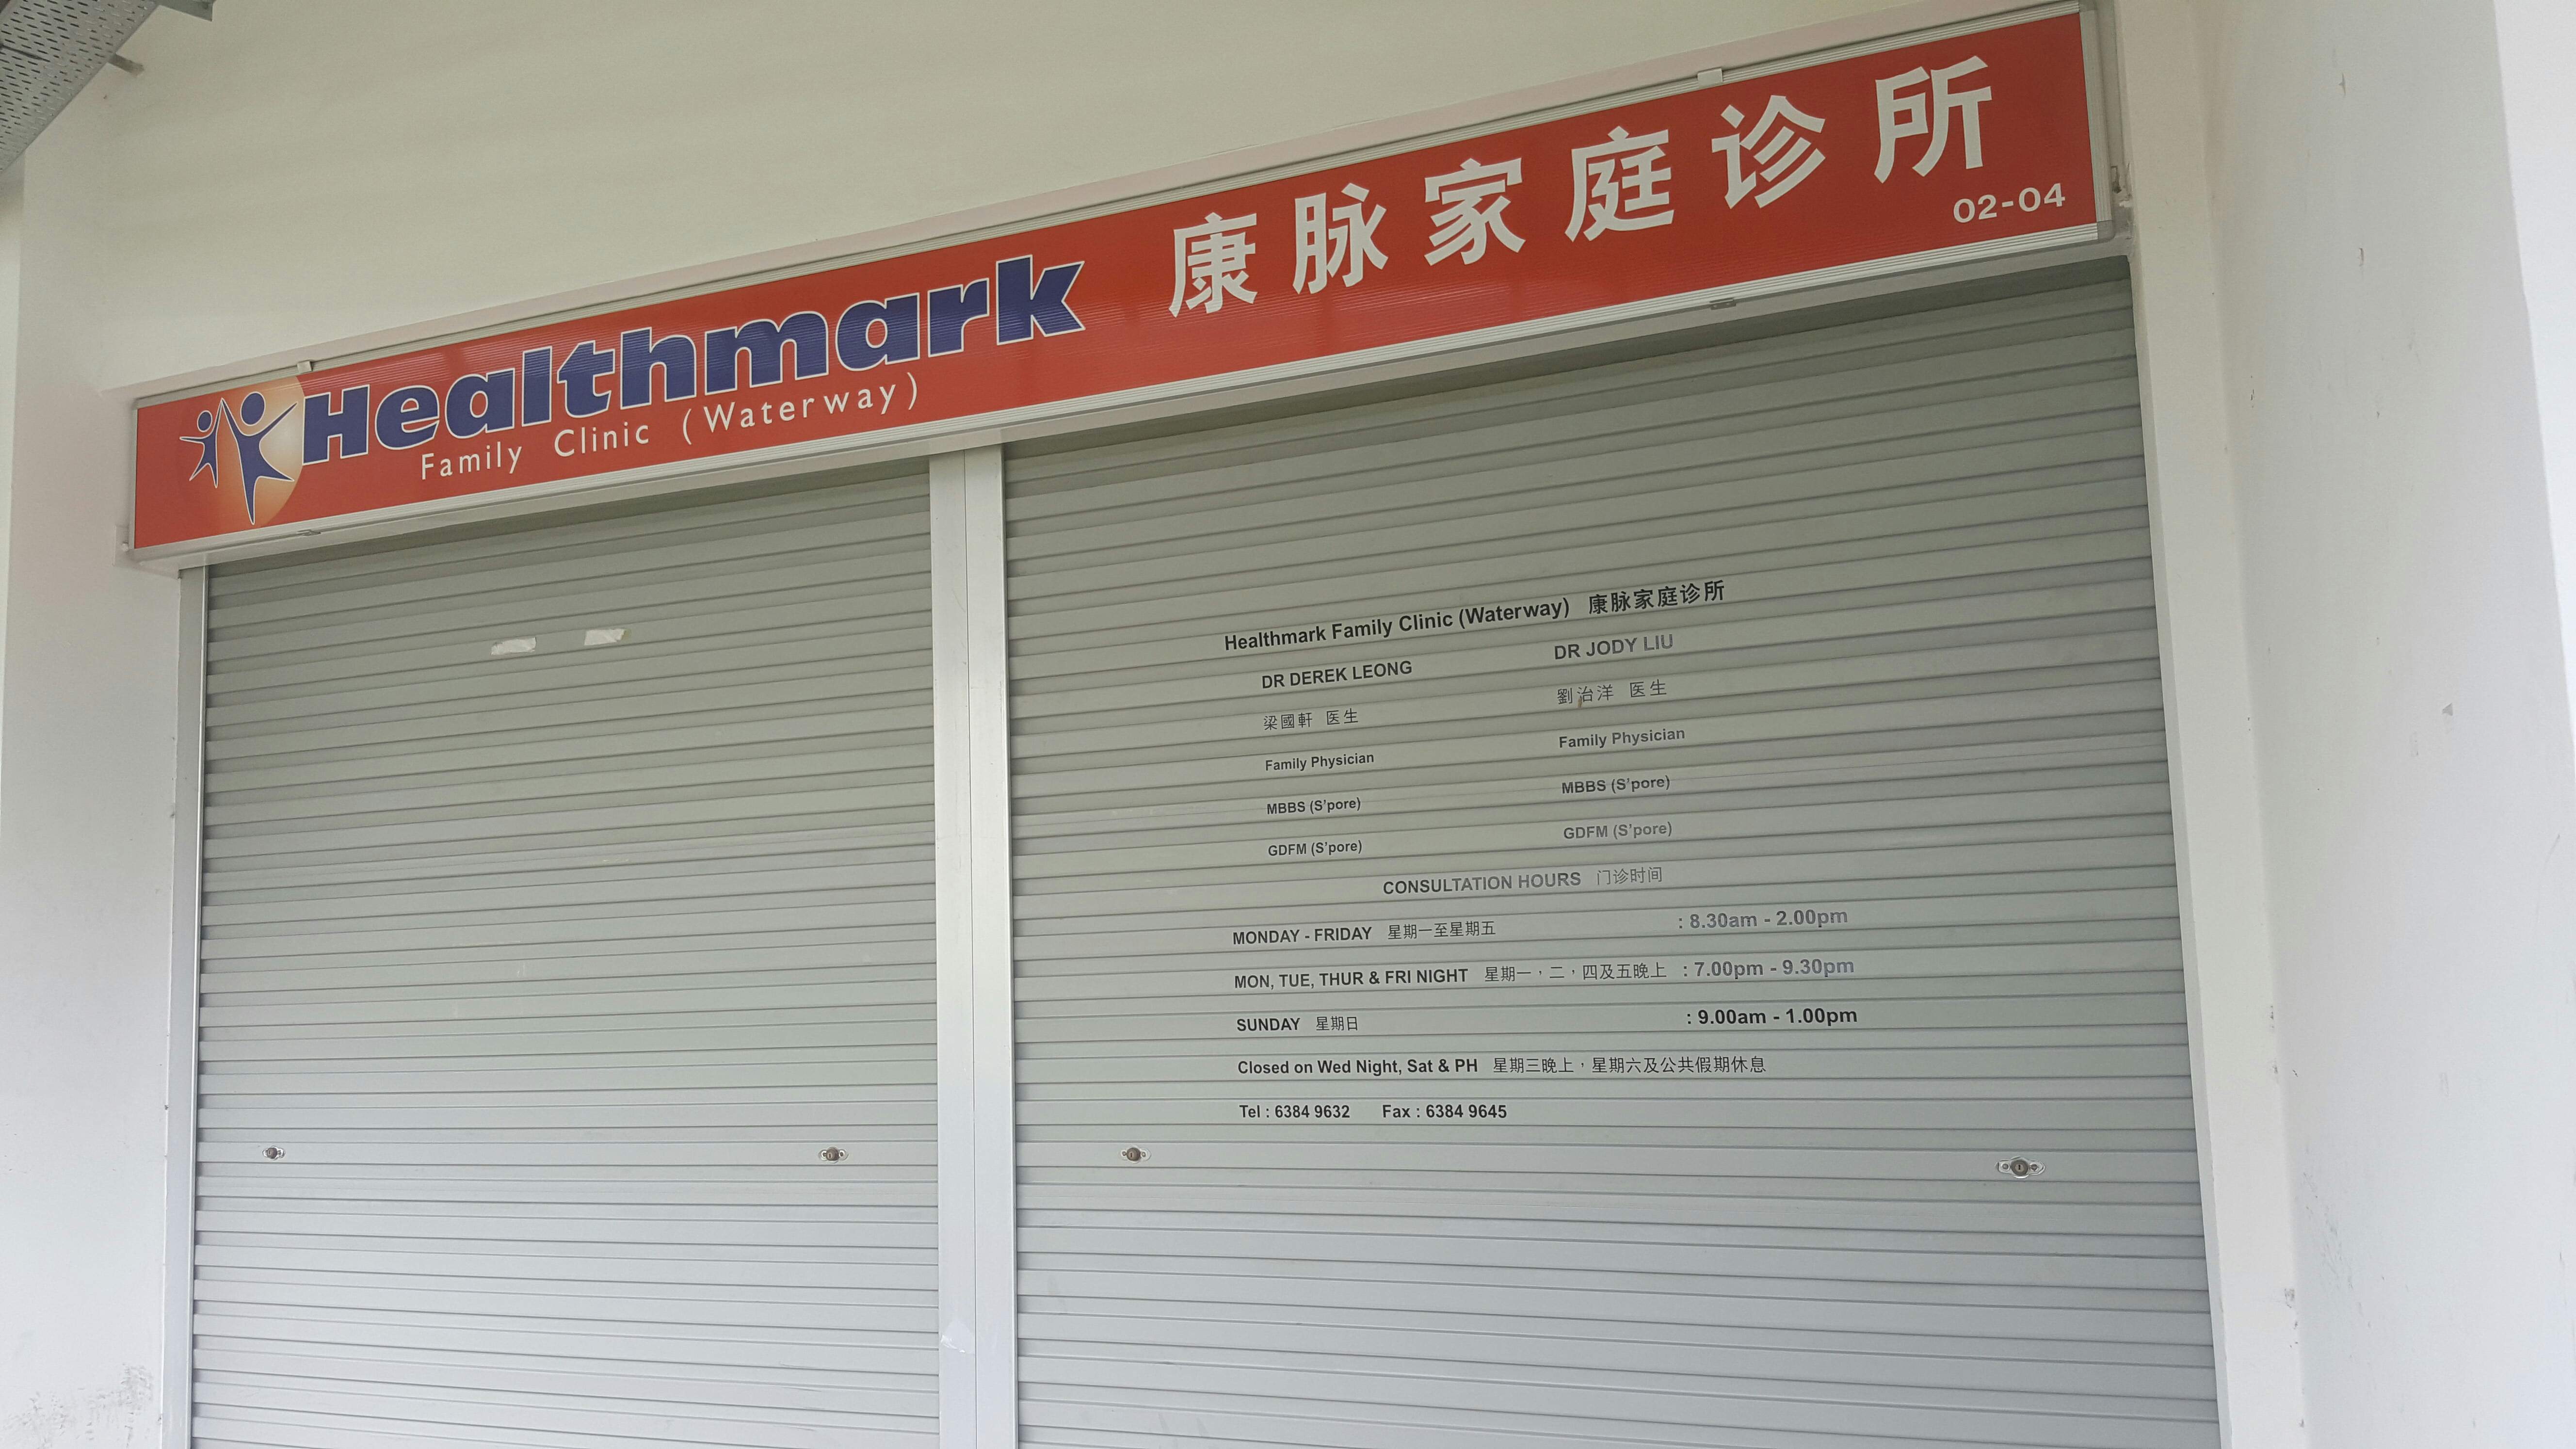 Healthmark 康脉家庭诊所
Family Clinic (Waterway)
02-04
Healthmark Family Clinic (Waterway) 康脉家庭诊所
DR DEREK LEONG DR JODY LIU
梁國軒 医生 劉治洋 医生
Family Physician Family Physician
MBBS (S'pore) MBBS (S'pore)
GDFM (S'pore) GDFM (S'pore)
CONSULTATION HOURS 门诊时间
MONDAY - FRIDAY 星期一至星期五 : 8.30am - 2.00pm
MON, TUE, THUR & FRI NIGHT 星期一，二，四及五晚上 : 7.00pm - 9.30pm
SUNDAY 星期日 : 9.00am - 1.00pm
Closed on Wed Night, Sat & PH 星期三晚上，星期六及公共假期休息
Tel : 6384 9632 Fax : 6384 9645